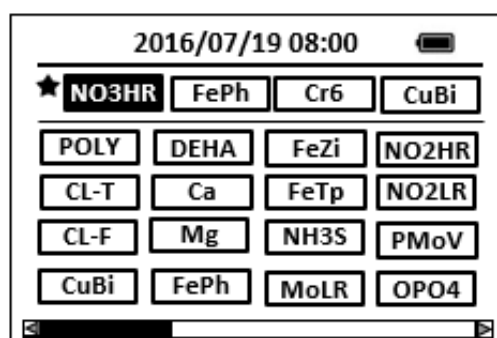 2016/07/19 08:00
NO3HR FePh Cr6 CuBi
POLY DEHA FeZi NO2HR
CL-T Ca FeTp NO2LR
CL-F Mg NH3S PMoV
CuBi FePh MoLR OPO4